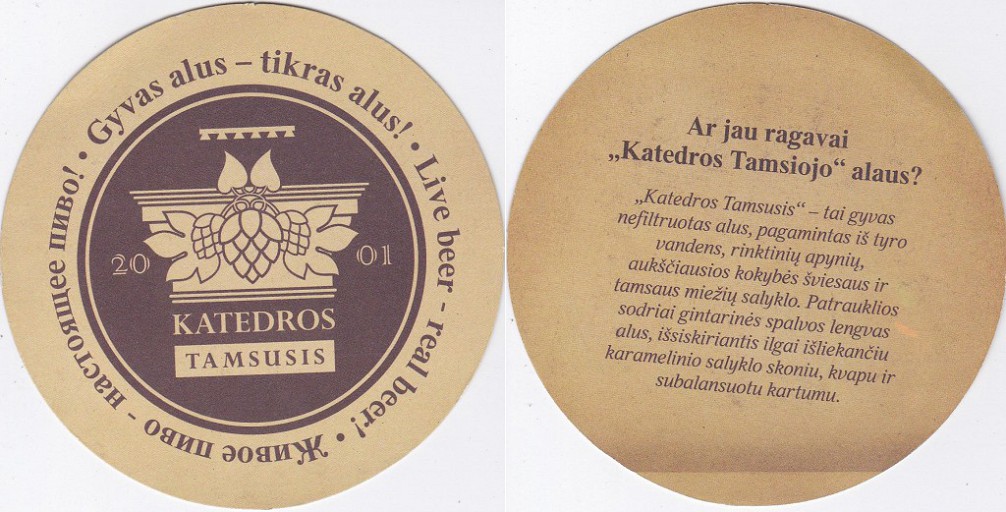 Gyvas alus – tikras alus! •
Live beer - real beer! •
Живое пиво - настоящее пиво! •
20 01
KATEDROS
TAMSUSIS
Ar jau ragavai
„Katedros Tamsiojo“ alaus?
„Katedros Tamsusis“ – tai gyvas
nefiltruotas alus, pagamintas iš tyro
vandens, rinktinių apynių,
aukščiausios kokybės šviesaus ir
tamsaus miežių salyklo. Patrauklios
sodriai gintarinės spalvos lengvas
alus, išsiskiriantis ilgai išliekančiu
karamelinio salyklo skoniu, kvapu ir
subalansuotu kartumu.